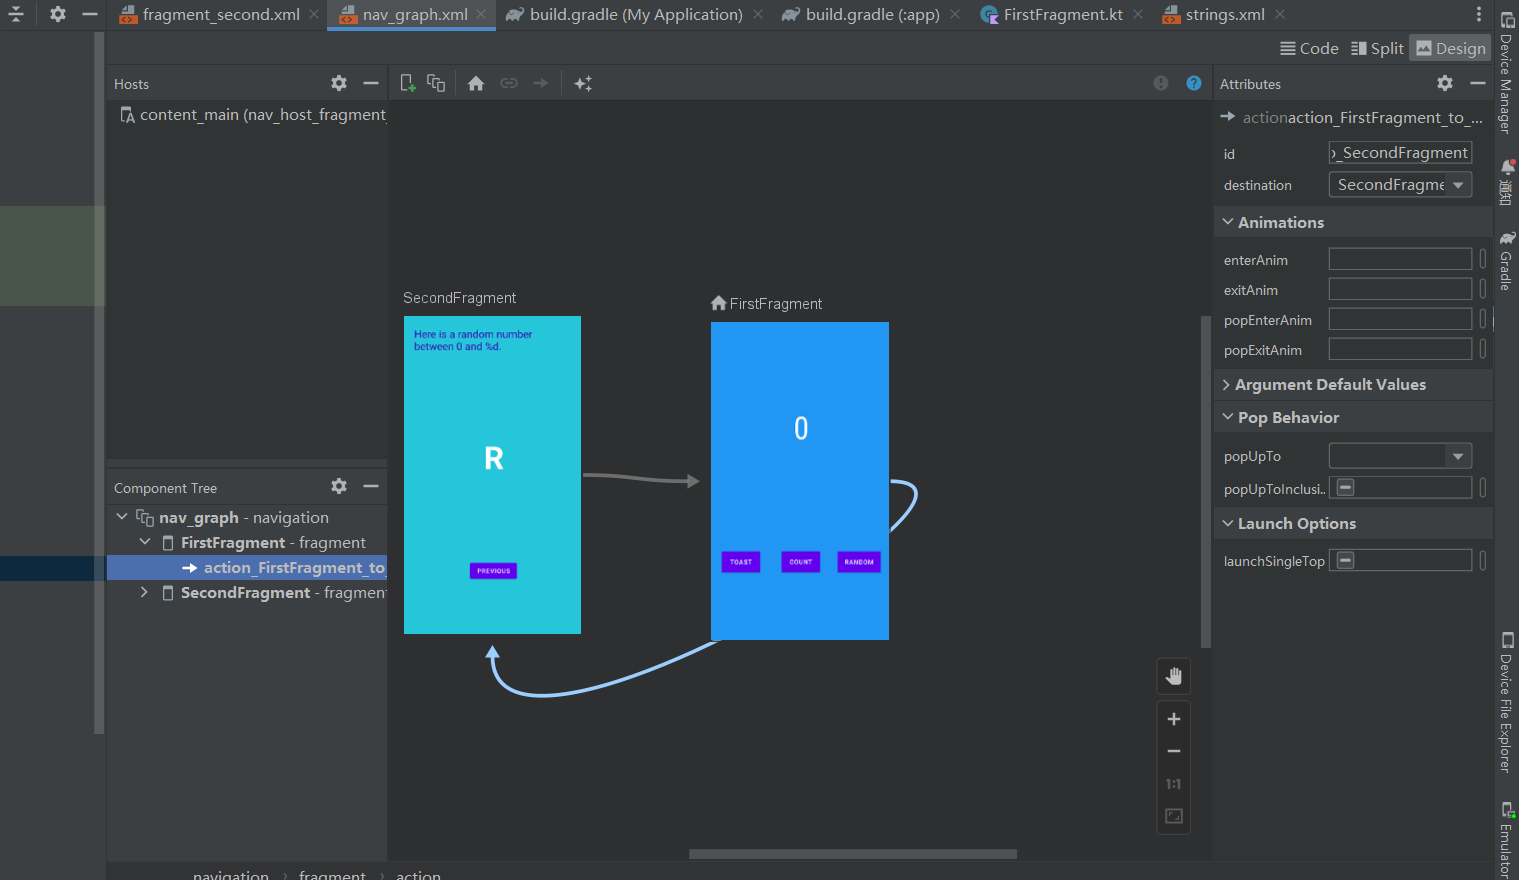 fragment_second.xml
nav_graph.xml
build.gradle (My Application)
build.gradle (:app)
FirstFragment.kt
strings.xml
Code
Split
Design
Hosts
content_main (nav_host_fragment
Attributes
actionaction_FirstFragment_to_...
id
_SecondFragment
destination
SecondFragme
Animations
enterAnim
exitAnim
popEnterAnim
popExitAnim
Argument Default Values
Pop Behavior
popUpTo
popUpToInclusi..
Launch Options
launchSingleTop
SecondFragment
Here is a random number
between 0 and %d.
R
PREVIOUS
FirstFragment
0
TOAST
COUNT
RANDOM
Component Tree
nav_graph - navigation
FirstFragment - fragment
action_FirstFragment_to_
SecondFragment - fragment
1:1
navigation > fragment > action
Device Manager
通知
Gradle
Device File Explorer
Emulator